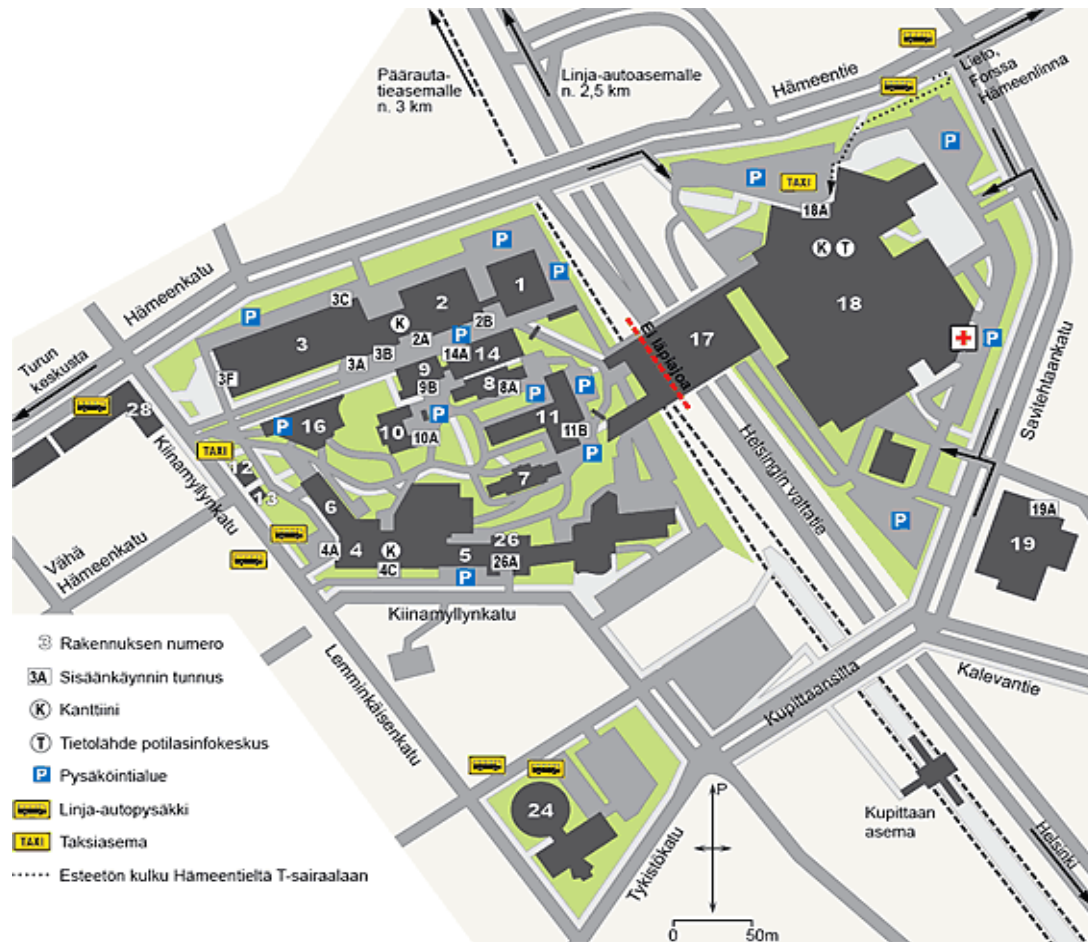 Päärauta-
tieasemalle
n. 3 km
Linja-autoasemalle
n. 2,5 km
Hämeentie
Lieto,
Forssa
Hämeenlinna
P
P
TAXI
18A
K
T
18
P
Savitehtaankatu
Hämeenkatu
Turun
keskusta
P
P
P
1
2
3C
K
2B
2A
P
3
3B
3A
14A
14
9
9B
8
8A
P
P
3F
17
Ei läpiajoa
28
P
16
10
10A
P
11
11B
P
TAXI
12
13
Kiinamyllynkatu
7
6
4A
4
K
4C
5
P
26
26A
Helsingin valtatie
P
19A
19
Vähä
Hämeenkatu
Kiinamyllynkatu
Lemminkäisenkatu
Kupittaansilta
Kalevantie
24
Tykistökatu
P
Kupittaan
asema
Helsinki
0
50m
3 Rakennuksen numero
3A Sisäänkäynnin tunnus
K Kanttiini
T Tietolähde potilasinfokeskus
P Pysäköintialue
Linja-autopysäkki
TAXI Taksiasema
Esteetön kulku Hämeentieltä T-sairaalaan